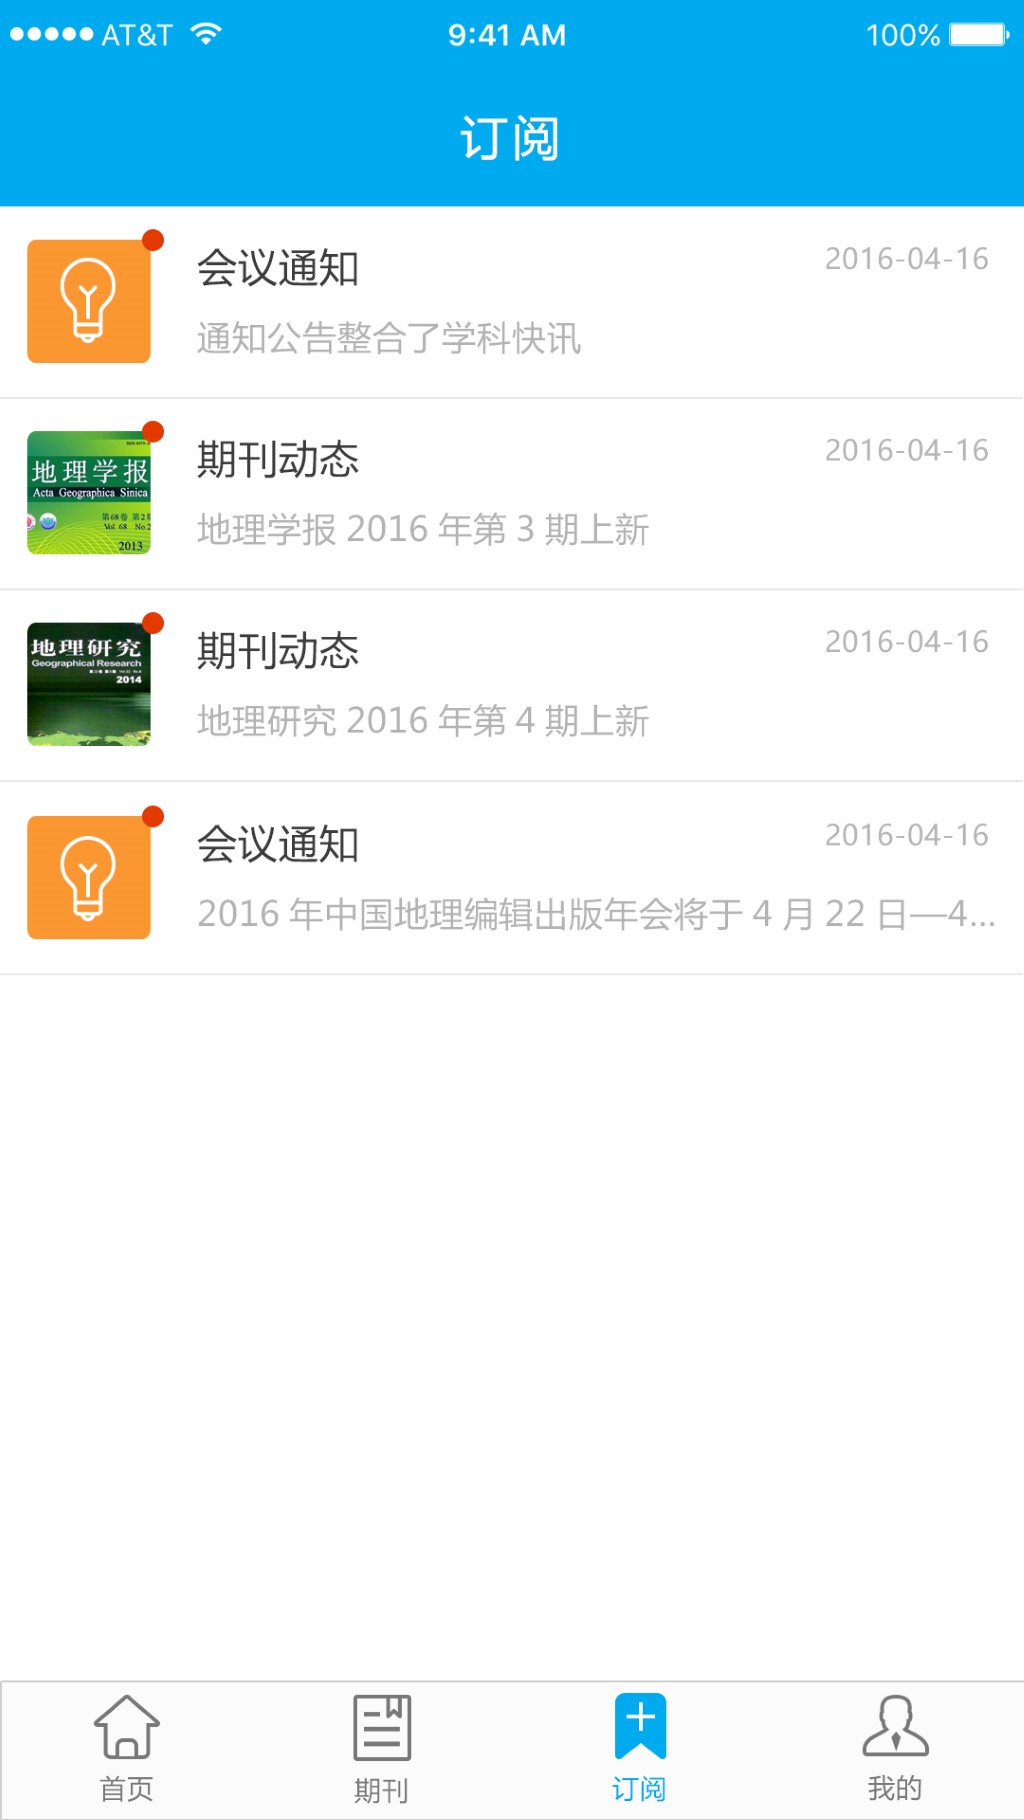 AT&T 9:41 AM 100%
订阅
会议通知 2016-04-16
通知公告整合了学科快讯
地理学报
Acta Geographica Sinica
第68卷 第2期
Vol. 68 No.2
2013
期刊动态 2016-04-16
地理学报 2016 年第 3 期上新
地理研究
Geographical Research
2014
期刊动态 2016-04-16
地理研究 2016 年第 4 期上新
会议通知 2016-04-16
2016 年中国地理编辑出版年会将于 4 月 22 日—4...
首页 期刊 订阅 我的